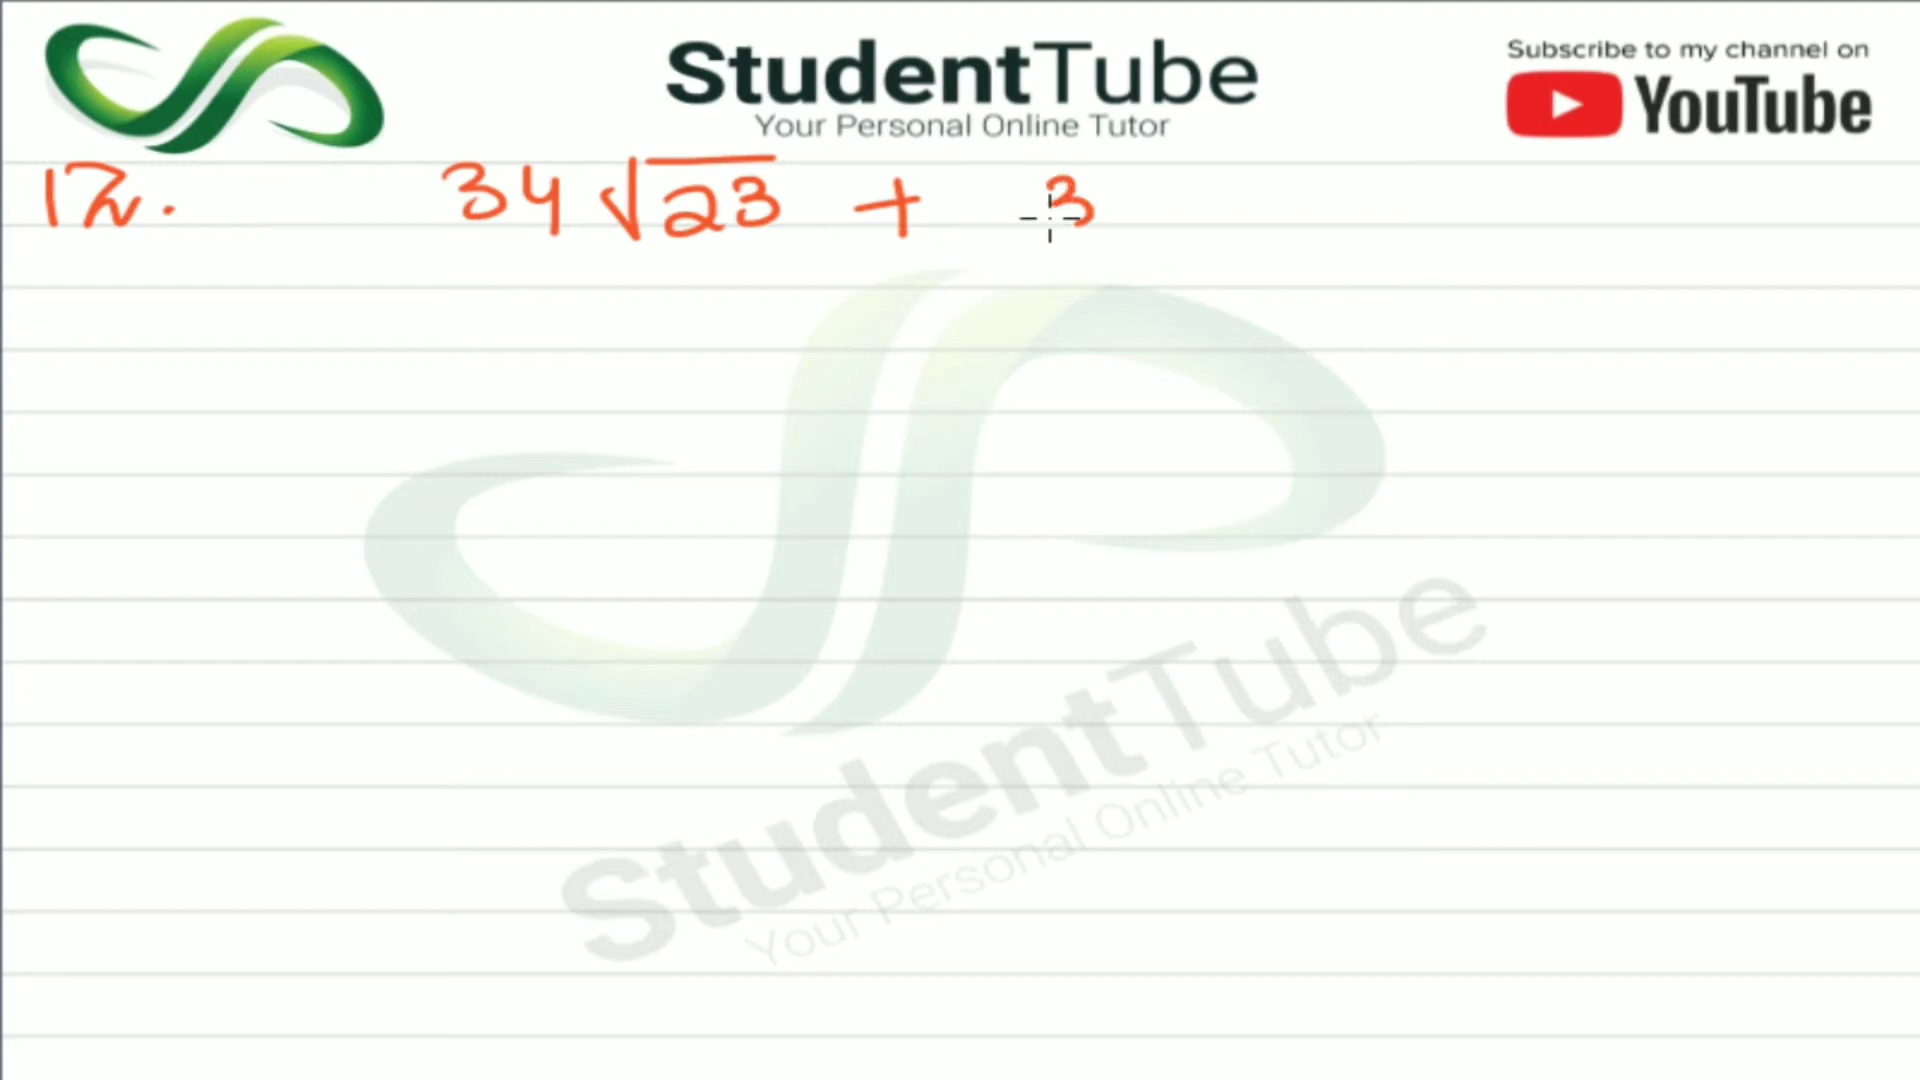 StudentTube
Your Personal Online Tutor
Subscribe to my channel on
YouTube
12. 34√23 + 3
StudentTube
Your Personal Online Tutor